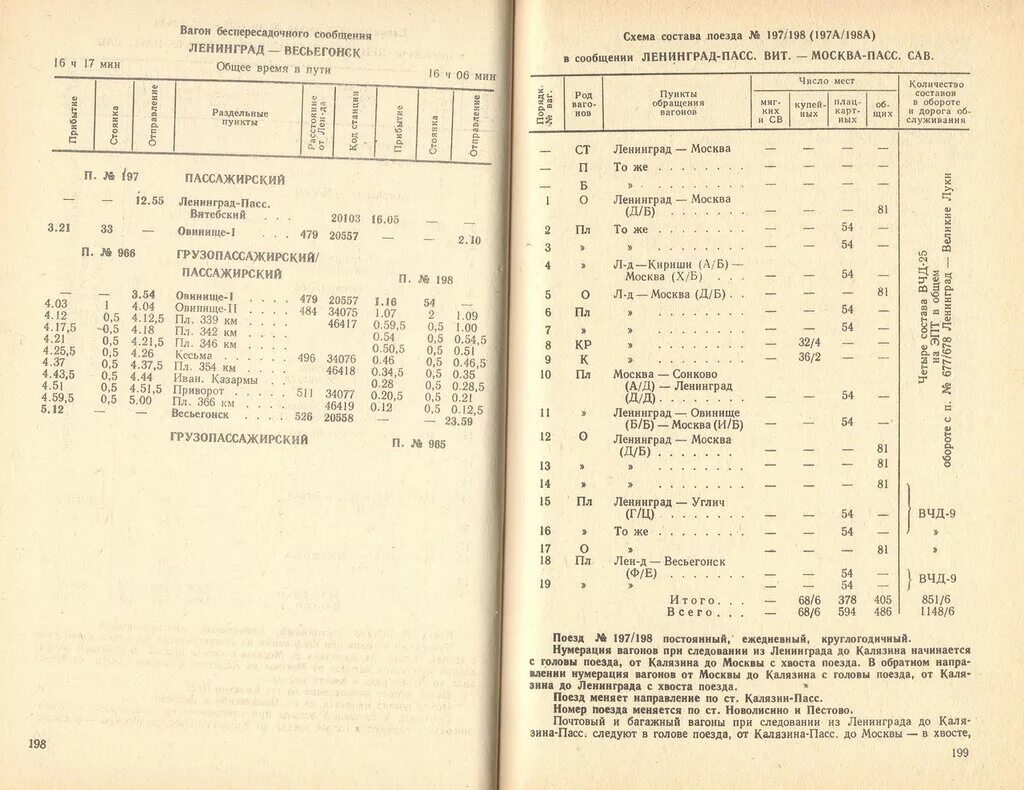 Вагон беспересадочного сообщения
ЛЕНИНГРАД — ВЕСЬЕГОНСК
16 ч 17 мин Общее время в пути 16 ч 06 мин
Прибытие Стоянка Отправление Раздельные пункты Расстояние от Лен-да Код станции Прибытие Стоянка Отправление
П. № 197 ПАССАЖИРСКИЙ
— — 12.55 Ленинград-Пасс.
Витебский . . . 20103 16.05 — —
3.21 33 — Овинище-I . . . 479 20557 — — 2.10
П. № 966 ГРУЗОПАССАЖИРСКИЙ/
ПАССАЖИРСКИЙ П. № 198
— — 3.54 Овинище-I . . . . 479 20557 1.16 54 —
4.03 1 4.04 Овинище-II . . . . 484 34075 1.07 2 1.09
4.12 0,5 4.12,5 Пл. 339 км . . . . 46417 0.59,5 0,5 1.00
4.17,5 0,5 4.18 Пл. 342 км . . . . 0.54 0,5 0.54,5
4.21 0,5 4.21,5 Пл. 346 км . . . . 0.50,5 0,5 0.51
4.25,5 0,5 4.26 Кесьма . . . . . . 496 34076 0.46 0,5 0.46,5
4.37 0,5 4.37,5 Пл. 354 км . . . . 46418 0.34,5 0,5 0.35
4.43,5 0,5 4.44 Иван. Казармы . . 0.28 0,5 0.28,5
4.51 0,5 4.51,5 Приворот . . . . . 511 34077 0.20,5 0,5 0.21
4.59,5 0,5 5.00 Пл. 366 км . . . . 46419 0.12 0,5 0.12,5
5.12 — — Весьегонск . . . . 526 20558 — — 23.59
ГРУЗОПАССАЖИРСКИЙ П. № 965
198
Схема состава поезда № 197/198 (197А/198А)
в сообщении ЛЕНИНГРАД-ПАСС. ВИТ. — МОСКВА-ПАСС. САВ.
Порядк. № ваг. Род ваго-нов Пункты обращения вагонов Число мест Количество составов в обороте и дорога об-служивания
мяг-ких и СВ купей-ных плац-карт-ных об-щих
— СТ Ленинград — Москва — — — —
— П То же . . . . . . . . — — — —
— Б » . . . . . . . . — — — —
1 О Ленинград — Москва
(Д/Б) . . . . . . . . — — — 81
2 Пл То же . . . . . . . . — — 54 —
3 » » . . . . . . . . — — 54 —
4 » Л-д—Кириши (А/Б) —
Москва (Х/Б) . . . — — 54 —
5 О Л-д — Москва (Д/Б) . . — — — 81
6 Пл » . . . . . . . . — — 54 —
7 » » . . . . . . . . — — 54 —
8 КР » . . . . . . . . — 32/4 — —
9 К » . . . . . . . . — 36/2 — —
10 Пл Москва — Сонково
(А/Д) — Ленинград
(Д/Д) . . . . . . . . — — 54 —
11 » Ленинград — Овинище
(Б/Б) — Москва (И/Б) — — 54 —
12 О Ленинград — Москва
(Д/Б) . . . . . . . . — — — 81
13 » » . . . . . . . . — — — 81
14 » » . . . . . . . . — — — 81
Четыре состава ВЧД-25
на ЭПТ в общем
обороте с п. № 677/678 Ленинград — Великие Луки
15 Пл Ленинград — Углич
(Г/Ц) . . . . . . . . — — 54 — ВЧД-9
16 » То же . . . . . . . . — — 54 — »
17 О » . . . . . . . . — — — 81 »
18 Пл Лен-д — Весьегонск
(Ф/Е) . . . . . . . . — — 54 — ВЧД-9
19 » » . . . . . . . . — — 54 —
Итого . . . — 68/6 378 405 851/6
Всего . . . — 68/6 594 486 1148/6
Поезд № 197/198 постоянный, ежедневный, круглогодичный.
Нумерация вагонов при следовании из Ленинграда до Калязина начинается
с головы поезда, от Калязина до Москвы с хвоста поезда. В обратном напра-
влении нумерация вагонов от Москвы до Калязина с головы поезда, от Каля-
зина до Ленинграда с хвоста поезда.
Поезд меняет направление по ст. Калязин-Пасс.
Номер поезда меняется по ст. Новолисино и Пестово.
Почтовый и багажный вагоны при следовании из Ленинграда до Каля-
зина-Пасс. следуют в голове поезда, от Калязина-Пасс. до Москвы — в хвосте,
199